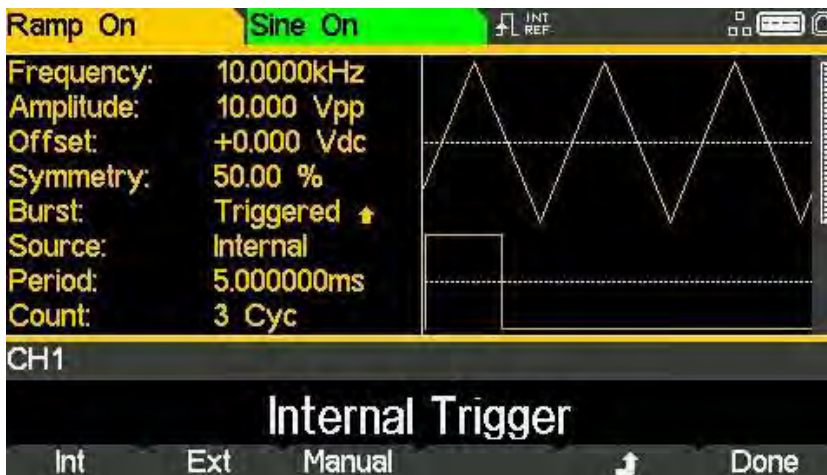 Ramp On Sine On INT
REF
Frequency: 10.0000kHz
Amplitude: 10.000 Vpp
Offset: +0.000 Vdc
Symmetry: 50.00 %
Burst: Triggered
Source: Internal
Period: 5.000000ms
Count: 3 Cyc
CH1
Internal Trigger
Int Ext Manual Done